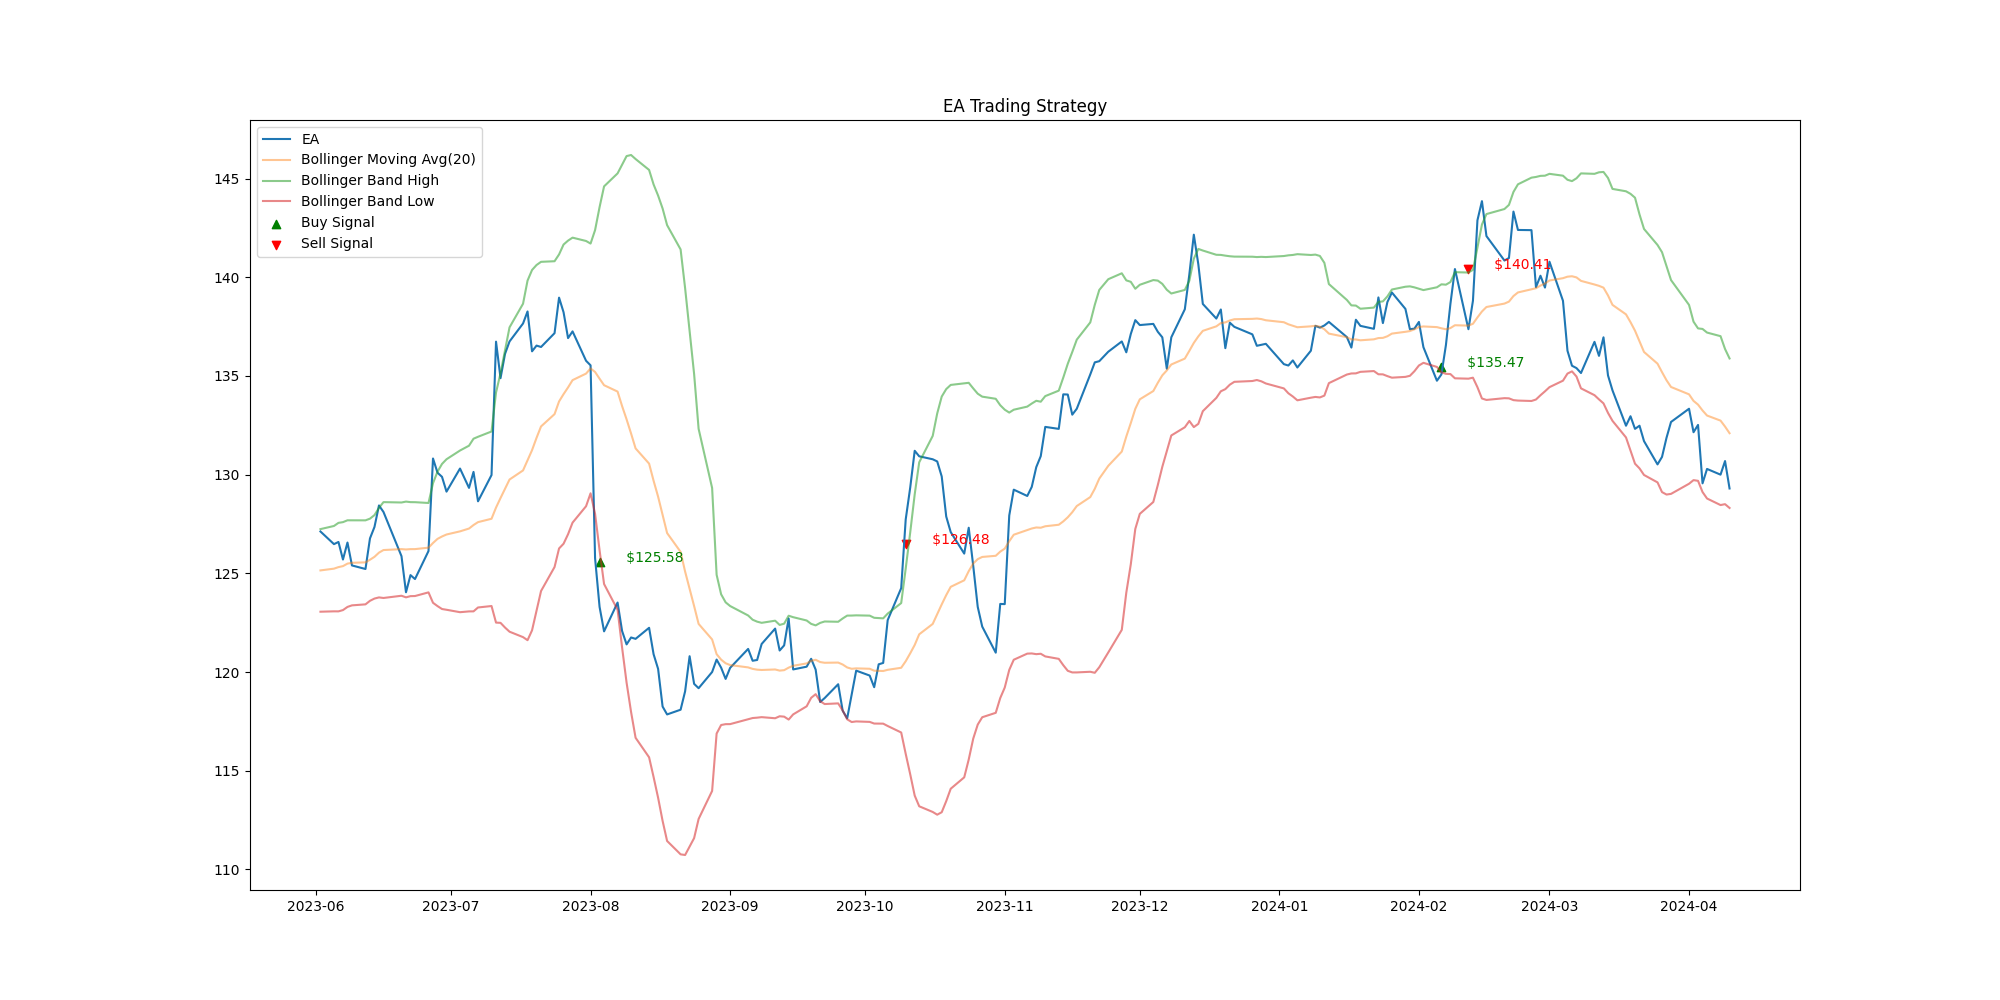 EA Trading Strategy
EA
Bollinger Moving Avg(20)
Bollinger Band High
Bollinger Band Low
Buy Signal
Sell Signal
145
140
135
130
125
120
115
110
$140.41
$135.47
$126.48
$125.58
2023-06 2023-07 2023-08 2023-09 2023-10 2023-11 2023-12 2024-01 2024-02 2024-03 2024-04